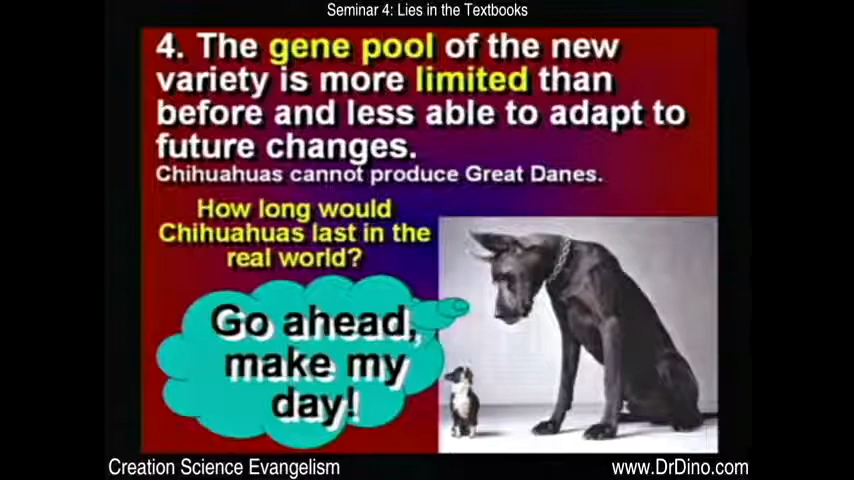 Seminar 4: Lies in the Textbooks
4. The gene pool of the new
variety is more limited than
before and less able to adapt to
future changes.
Chihuahuas cannot produce Great Danes.
How long would
Chihuahuas last in the
real world?
Go ahead,
make my
day!
Creation Science Evangelism
www.DrDino.com